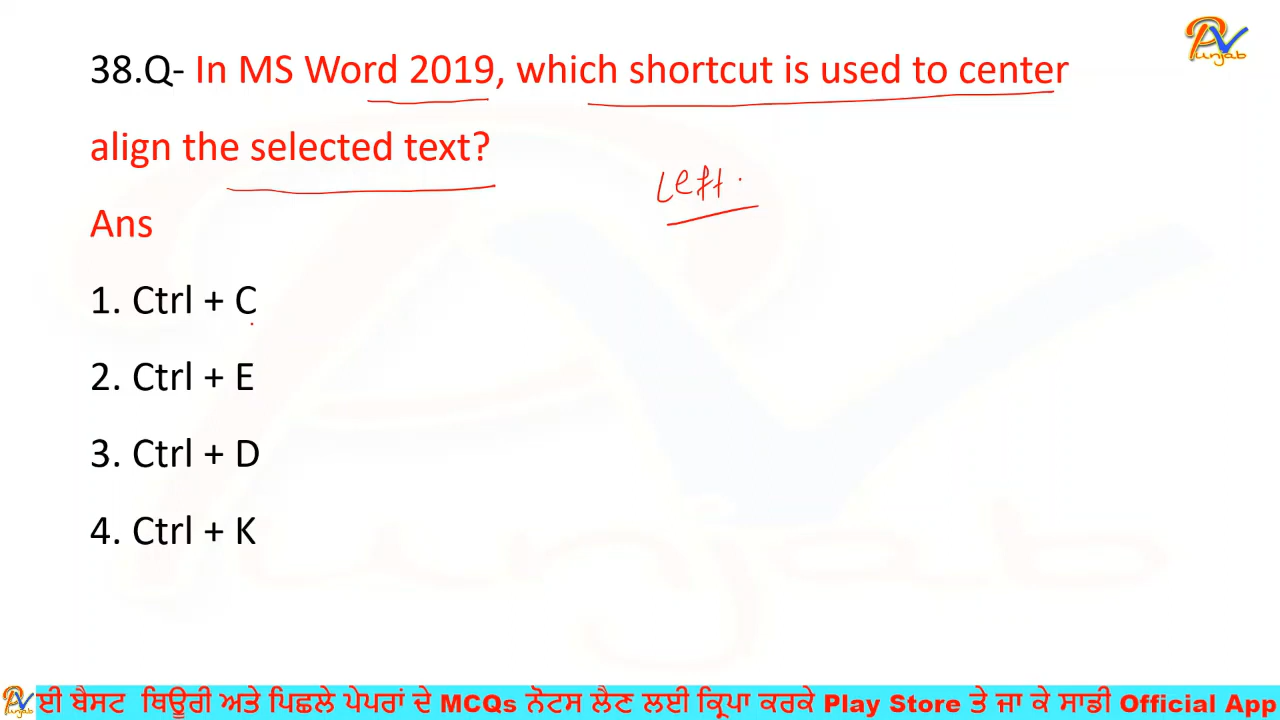 38.Q- In MS Word 2019, which shortcut is used to center
align the selected text?
Left
Ans
1. Ctrl + C
2. Ctrl + E
3. Ctrl + D
4. Ctrl + K
Punjab
Punjab
ਈ ਬੈਸਟ ਥਿਊਰੀ ਅਤੇ ਪਿਛਲੇ ਪੇਪਰਾਂ ਦੇ MCQs ਨੋਟਸ ਲੈਣ ਲਈ ਕ੍ਰਿਪਾ ਕਰਕੇ Play Store ਤੇ ਜਾ ਕੇ ਸਾਡੀ Official App